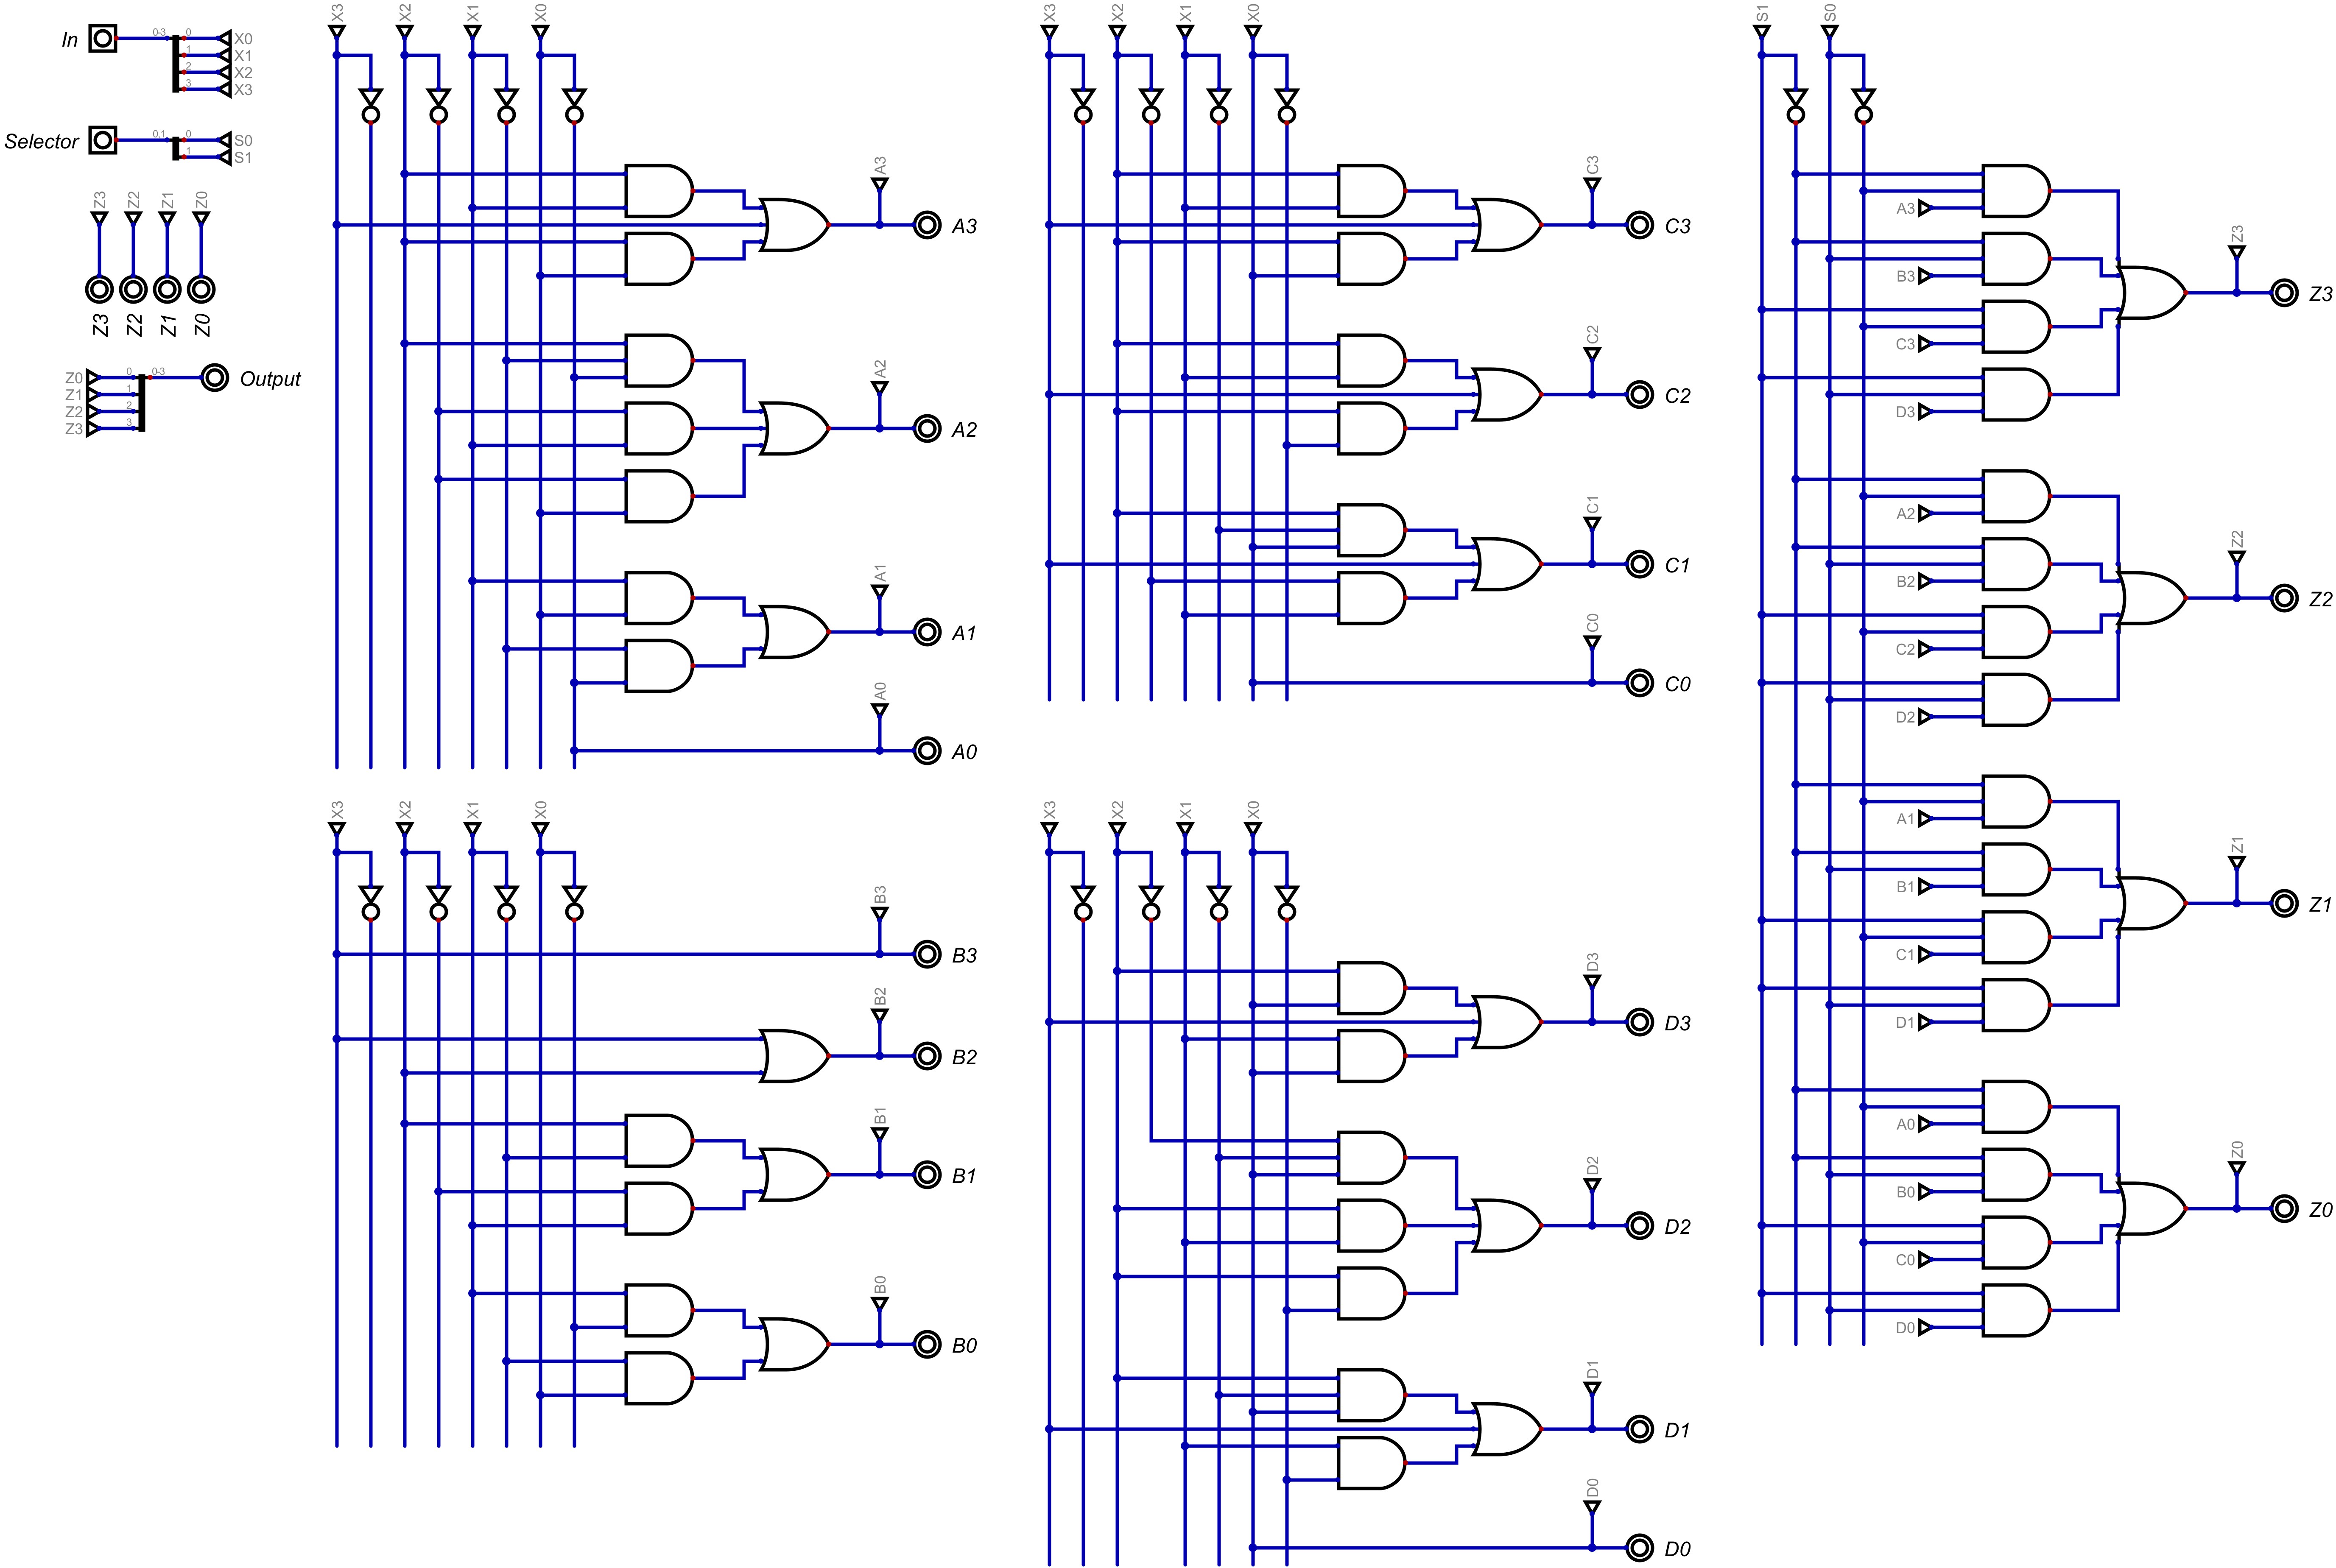 In
0-3
0
1
2
3
X0
X1
X2
X3
Selector
0,1
0
1
S0
S1
Z3
Z2
Z1
Z0
Z3
Z2
Z1
Z0
Z0
Z1
Z2
Z3
0
1
2
3
0-3
Output
X3
X2
X1
X0
A3
A3
A2
A2
A1
A1
A0
A0
X3
X2
X1
X0
B3
B3
B2
B2
B1
B1
B0
B0
X3
X2
X1
X0
C3
C3
C2
C2
C1
C1
C0
C0
X3
X2
X1
X0
D3
D3
D2
D2
D1
D1
D0
D0
S1
S0
A3
B3
C3
D3
Z3
Z3
A2
B2
C2
D2
Z2
Z2
A1
B1
C1
D1
Z1
Z1
A0
B0
C0
D0
Z0
Z0